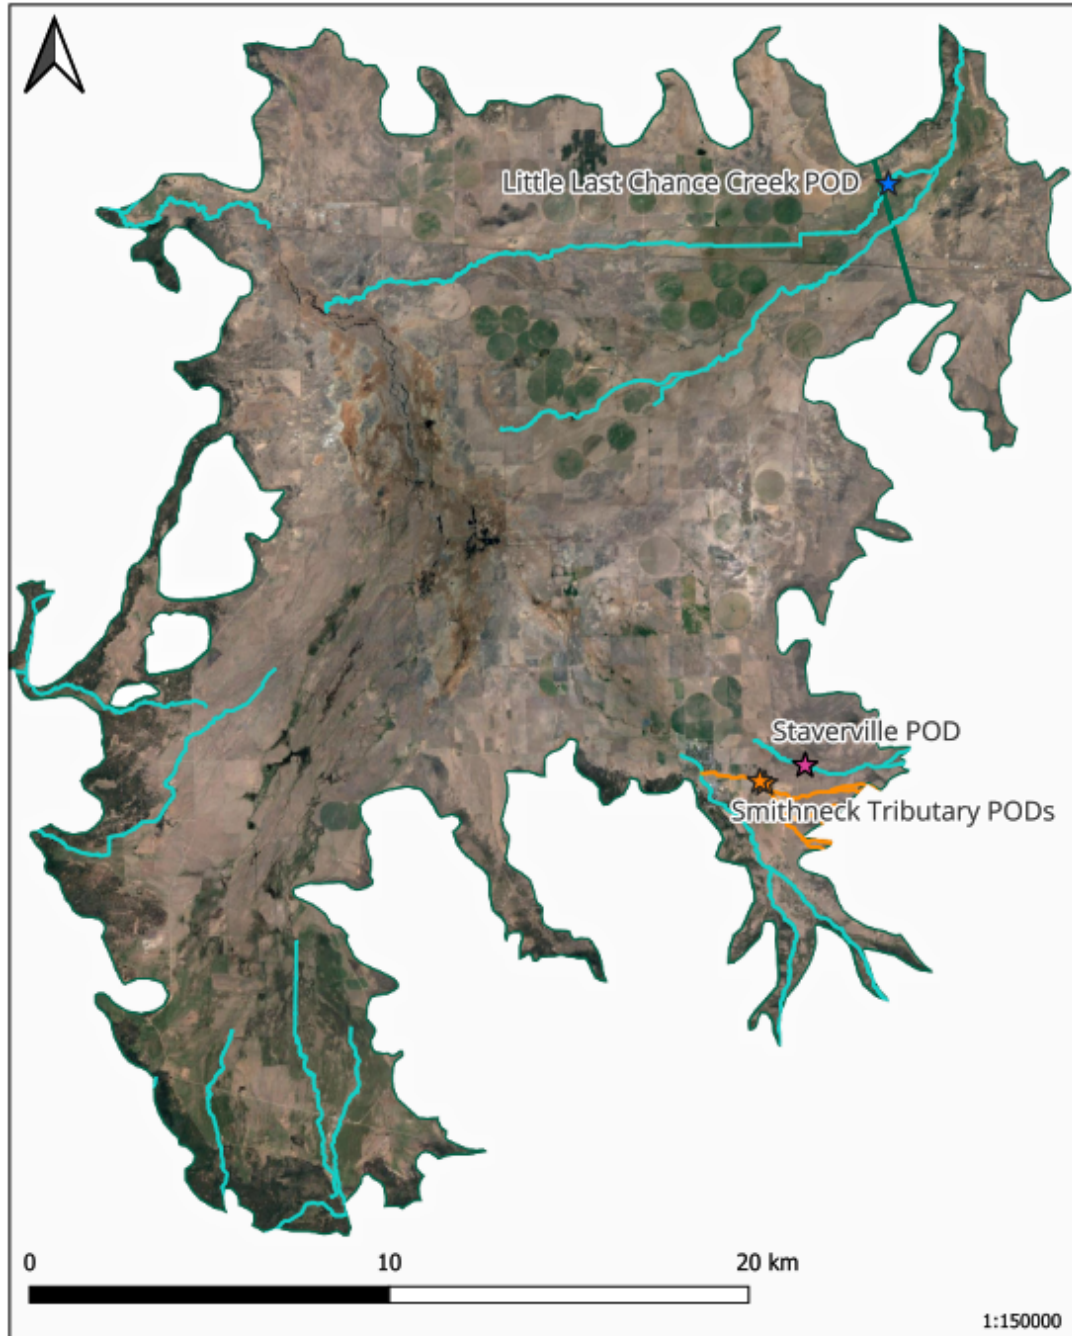 Little Last Chance Creek POD
Staverville POD
Smithneck Tributary PODs
0 10 20 km
1:150000